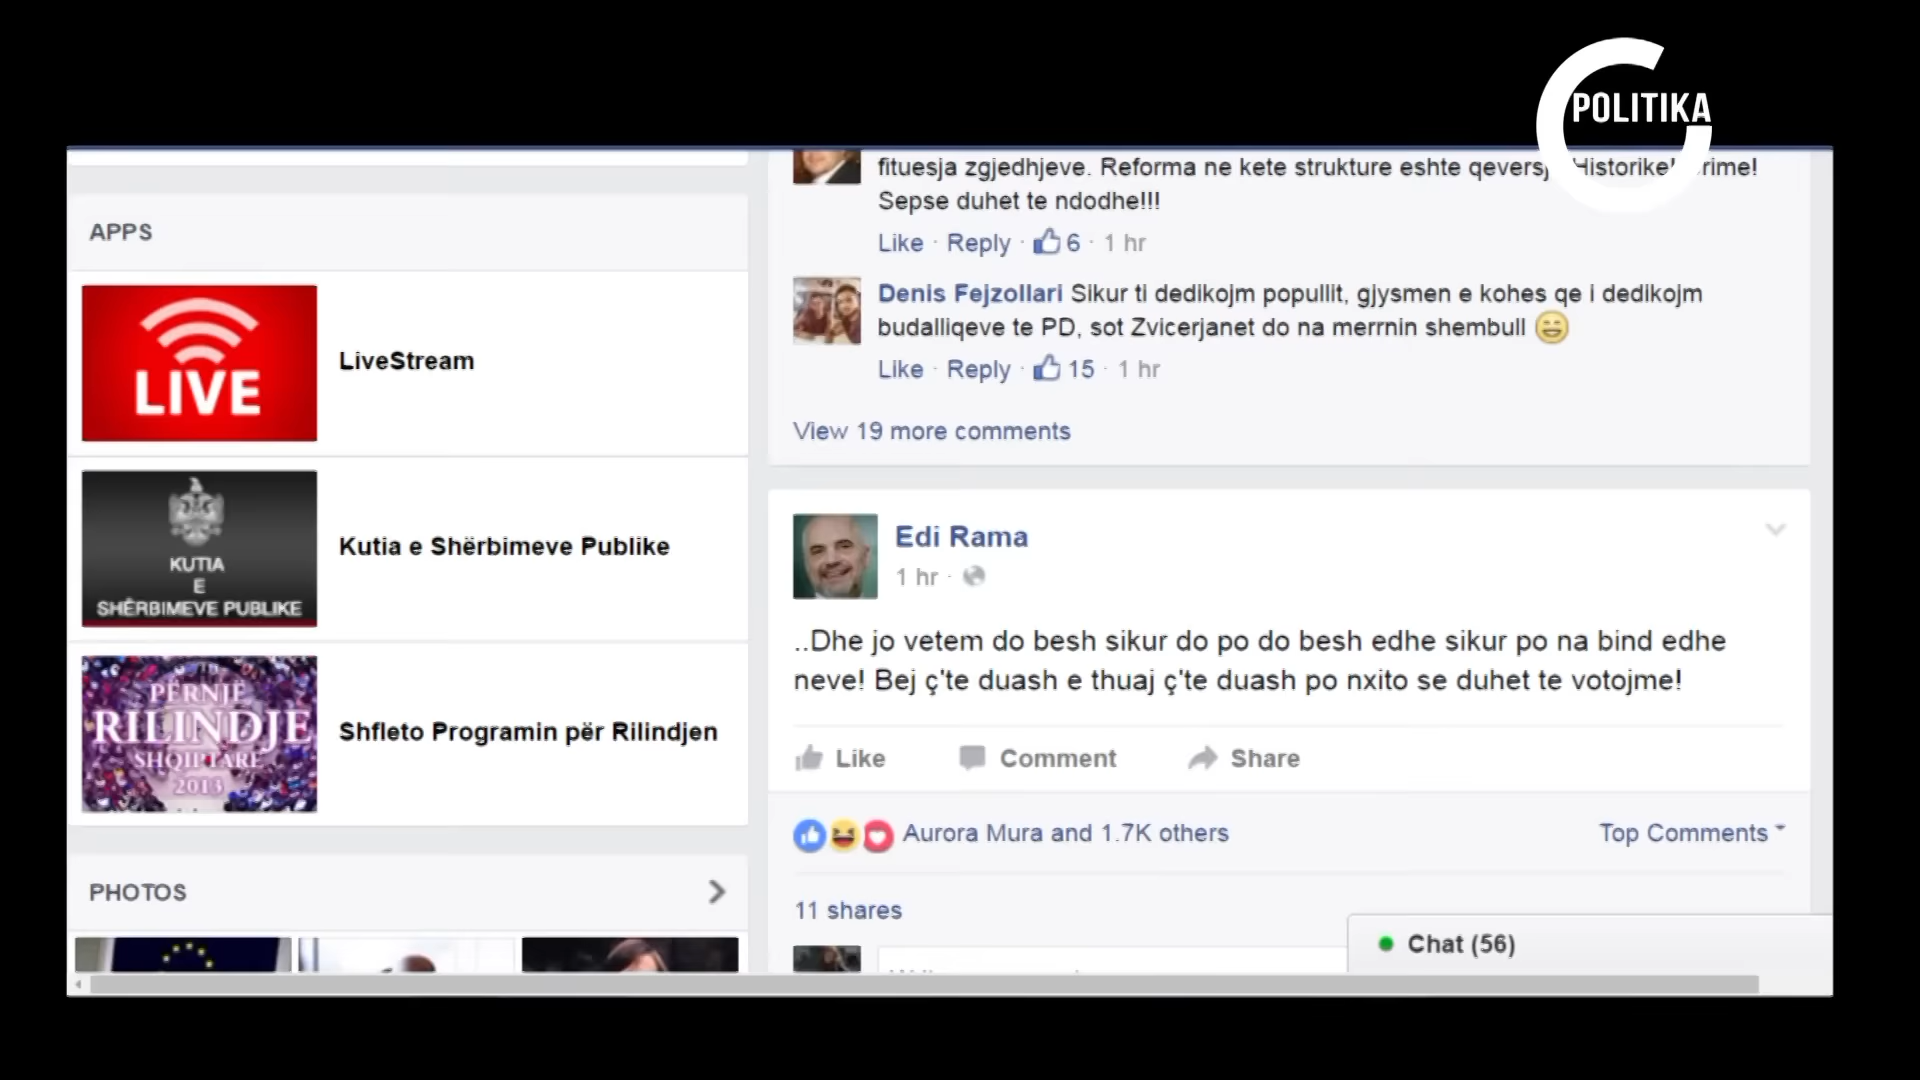 POLITIKA
APPS
LIVE
LiveStream
KUTIA
E
SHËRBIMEVE PUBLIKE
Kutia e Shërbimeve Publike
PËRNJË
RILINDJE
SHQIPTARE
2013
Shfleto Programin për Rilindjen
PHOTOS
fituesja zgjedhjeve. Reforma ne kete strukture eshte Historike!
Sepse duhet te ndodhe!!!
Like · Reply · 6 · 1 hr
Denis Fejzollari Sikur ti dedikojm popullit, gjysmen e kohes qe i dedikojm
budalliqeve te PD, sot Zvicerjanet do na merrnin shembull 😄
Like · Reply · 15 · 1 hr
View 19 more comments
Edi Rama
1 hr ·
..Dhe jo vetem do besh sikur do po do besh edhe sikur po na bind edhe
neve! Bej ç'te duash e thuaj ç'te duash po nxito se duhet te votojme!
Like Comment Share
Aurora Mura and 1.7K others
Top Comments
11 shares
Chat (56)